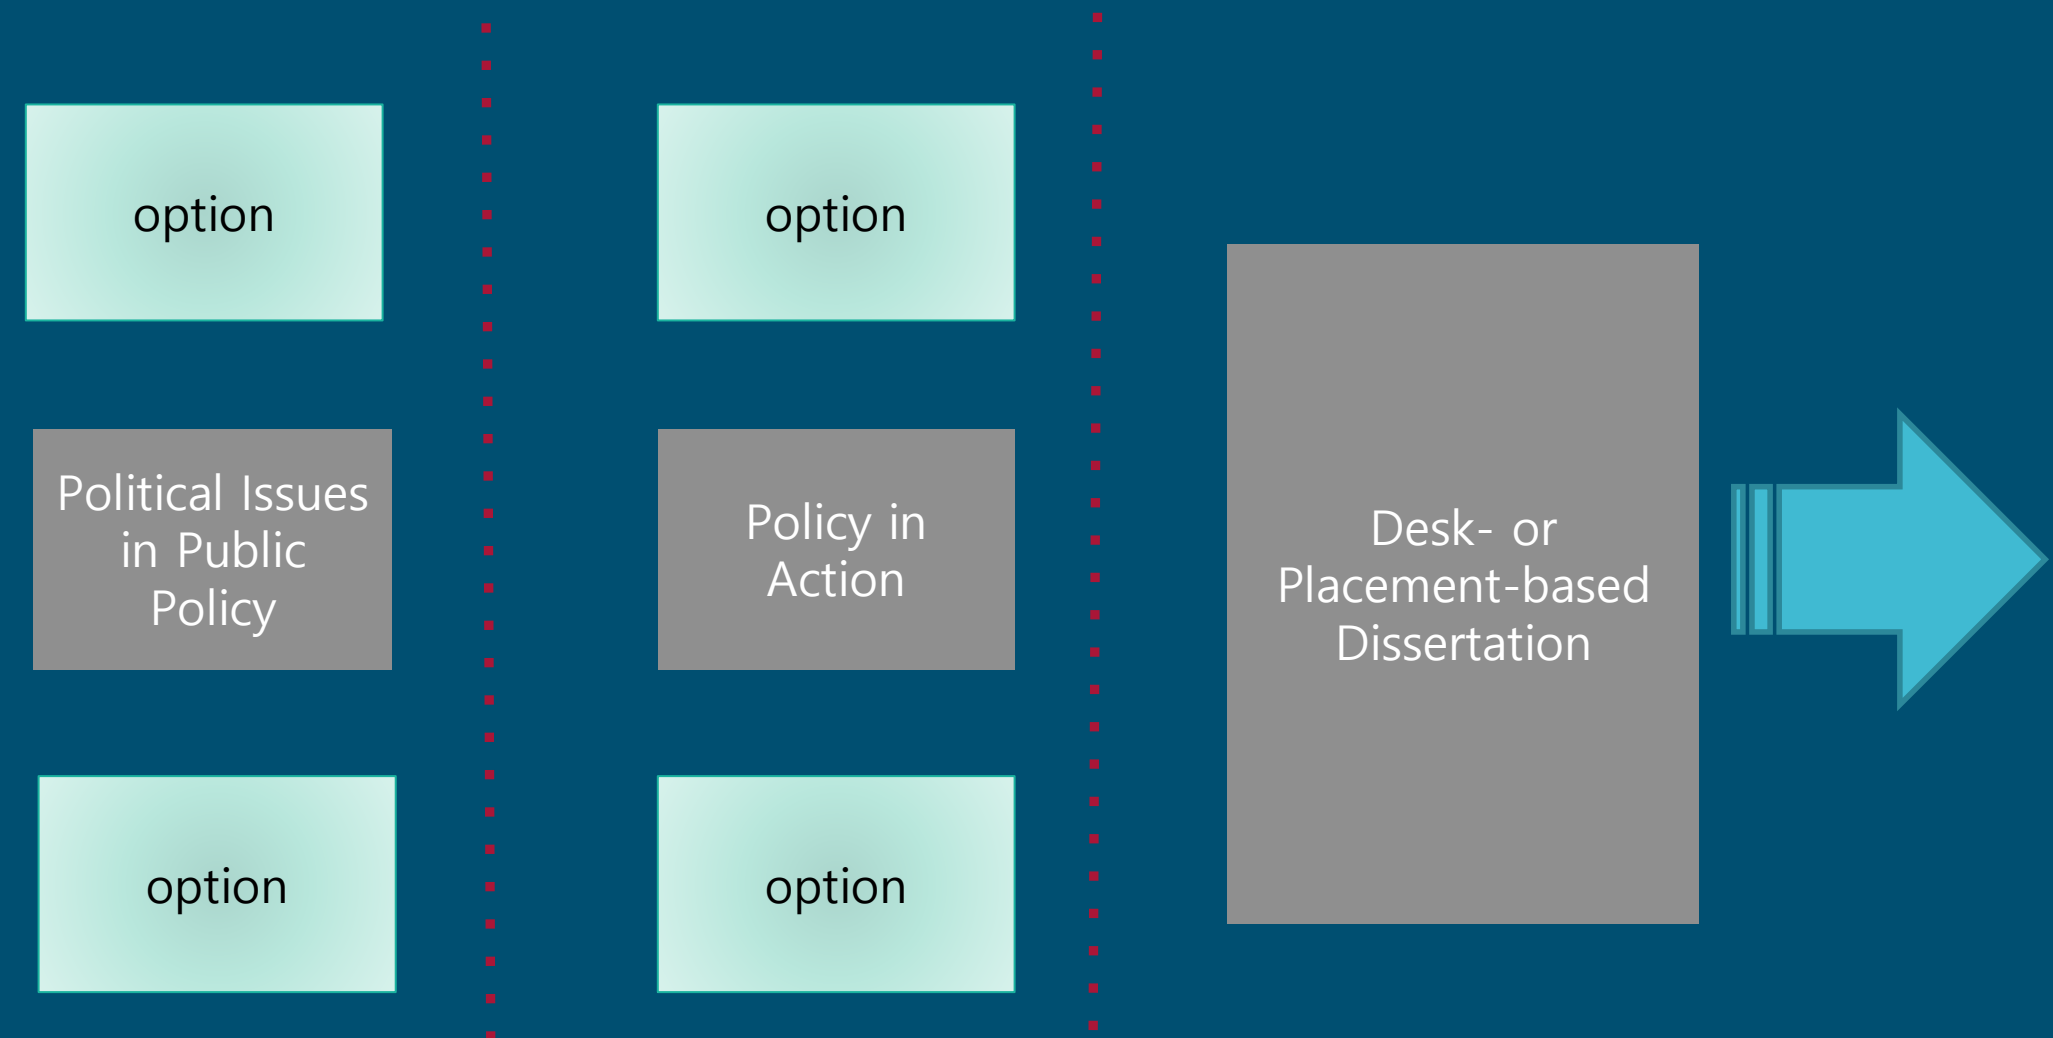 option
Political Issues
in Public
Policy
option
option
Policy in
Action
option
Desk- or
Placement-based
Dissertation